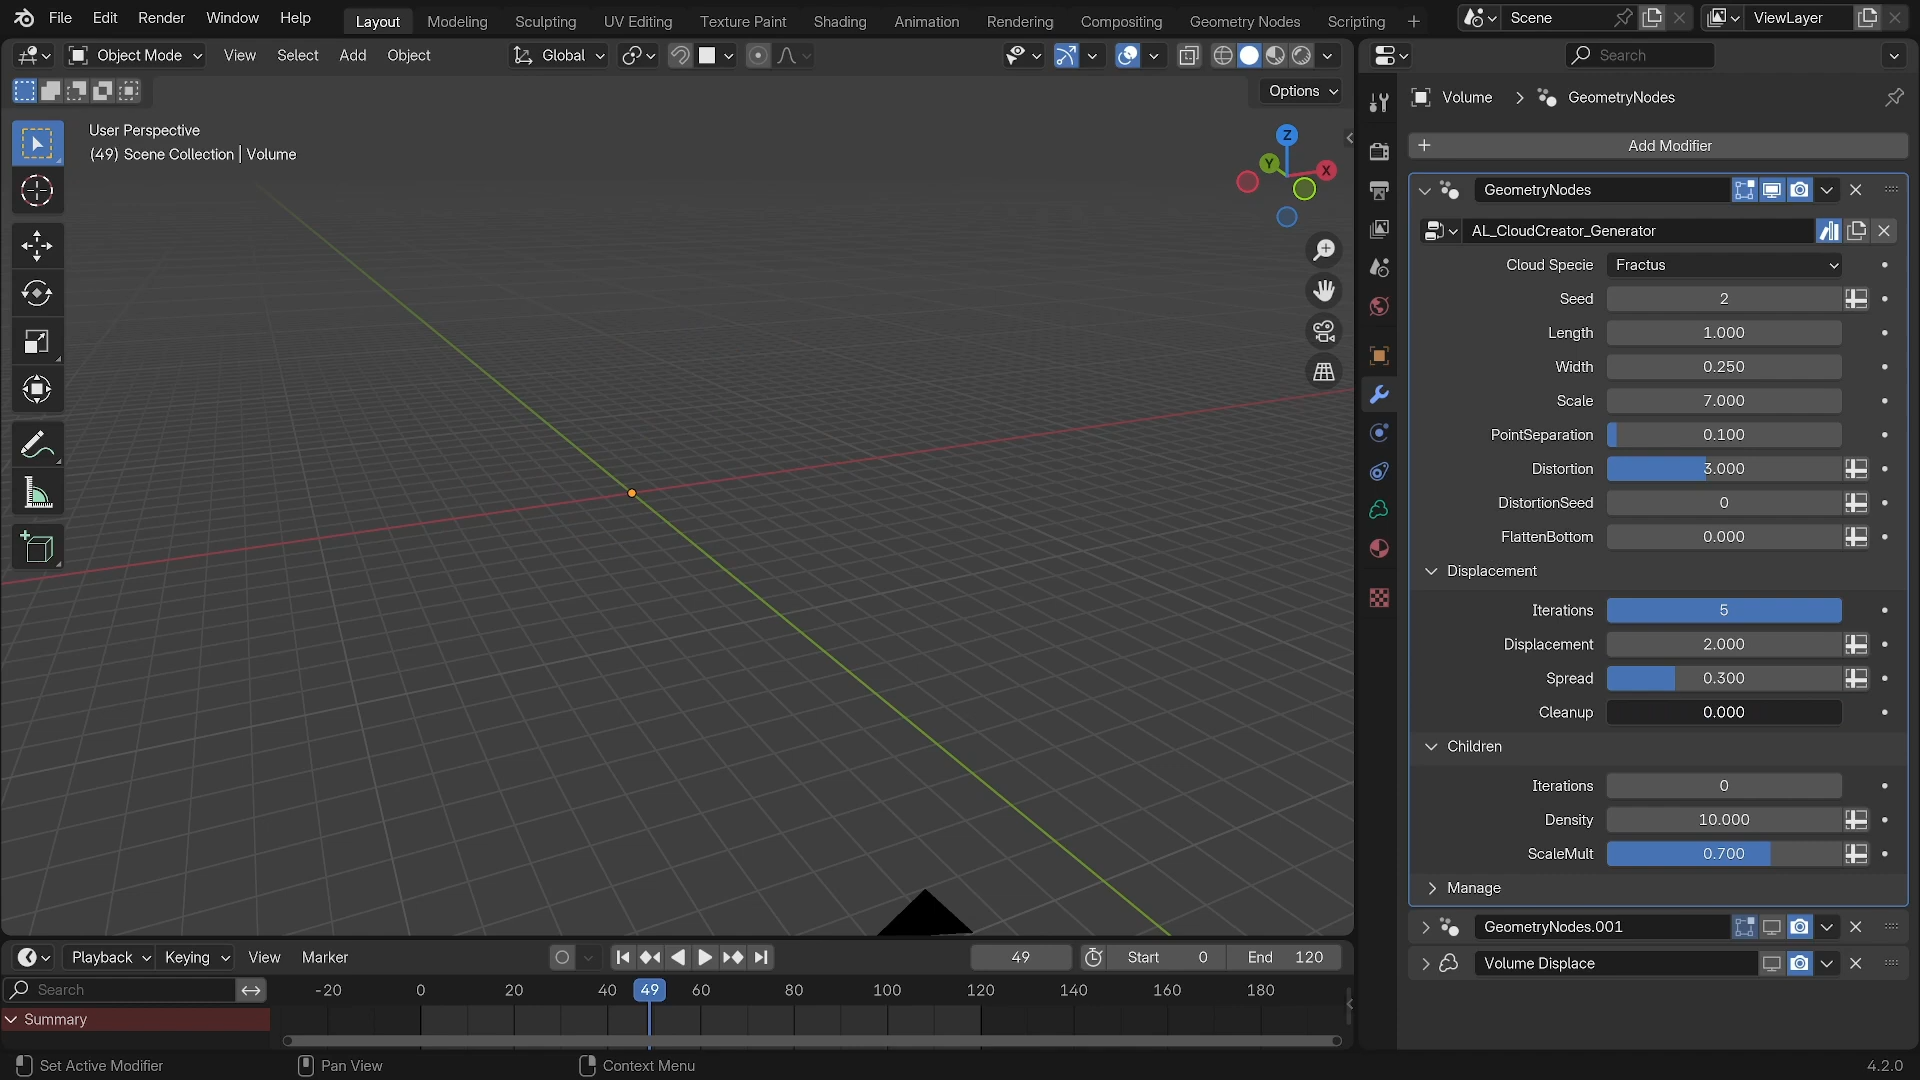 File Edit Render Window Help Layout Modeling Sculpting UV Editing Texture Paint Shading Animation Rendering Compositing Geometry Nodes Scripting Scene ViewLayer
Object Mode View Select Add Object Global Search
Options
Volume GeometryNodes
User Perspective
(49) Scene Collection | Volume
Z
Y
X
Add Modifier
GeometryNodes
AL_CloudCreator_Generator
Cloud Specie Fractus
Seed 2
Length 1.000
Width 0.250
Scale 7.000
PointSeparation 0.100
Distortion 3.000
DistortionSeed 0
FlattenBottom 0.000
Displacement
Iterations 5
Displacement 2.000
Spread 0.300
Cleanup 0.000
Children
Iterations 0
Density 10.000
ScaleMult 0.700
Manage
GeometryNodes.001
Volume Displace
Playback Keying View Marker 49 Start 0 End 120
Search -20 0 20 40 49 60 80 100 120 140 160 180
Summary
Set Active Modifier Pan View Context Menu 4.2.0